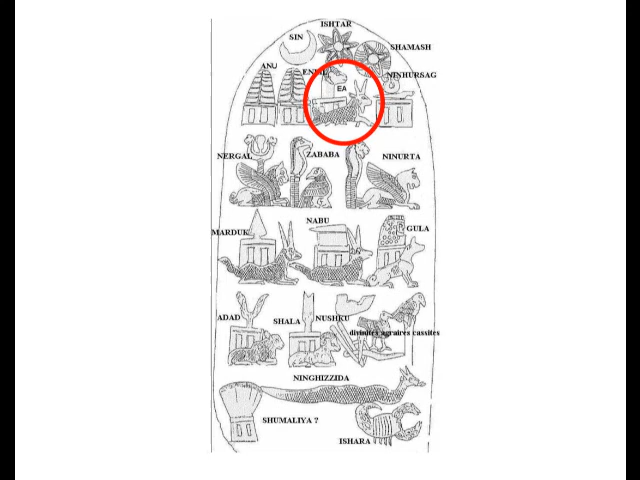 ISHTAR
SIN
SHAMASH
ANU
ENLIL
NINHURSAG
EA
NERGAL
ZABABA
NINURTA
MARDUK
NABU
GULA
ADAD
SHALA
NUSHKU
divinités agraires cassites
NINGHIZZIDA
SHUMALIYA ?
ISHARA